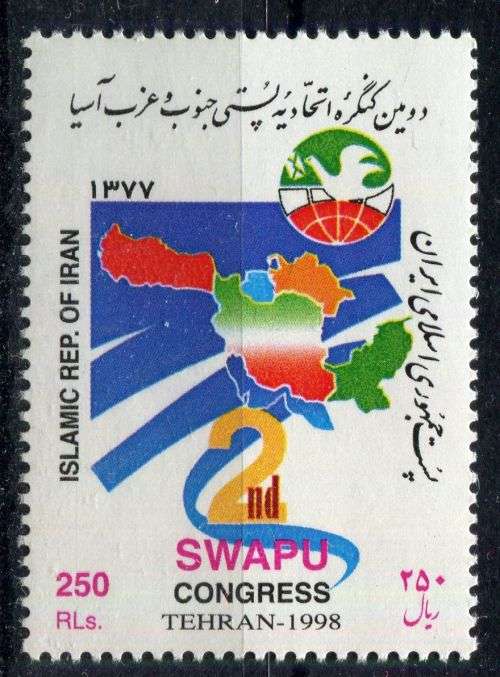 دومین کنگره اتحادیه پستی جنوب و غرب آسیا
۱۳۷۷
ISLAMIC REP. OF IRAN
پست جمهوری اسلامی ایران
2nd
SWAPU
CONGRESS
TEHRAN-1998
250
RLs.
۲۵۰
ریال